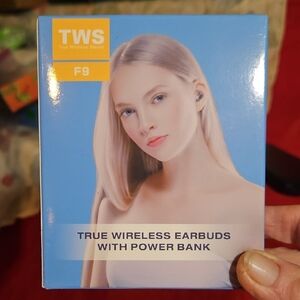 TWS
True Wireless Stereo
F9
TRUE WIRELESS EARBUDS
WITH POWER BANK